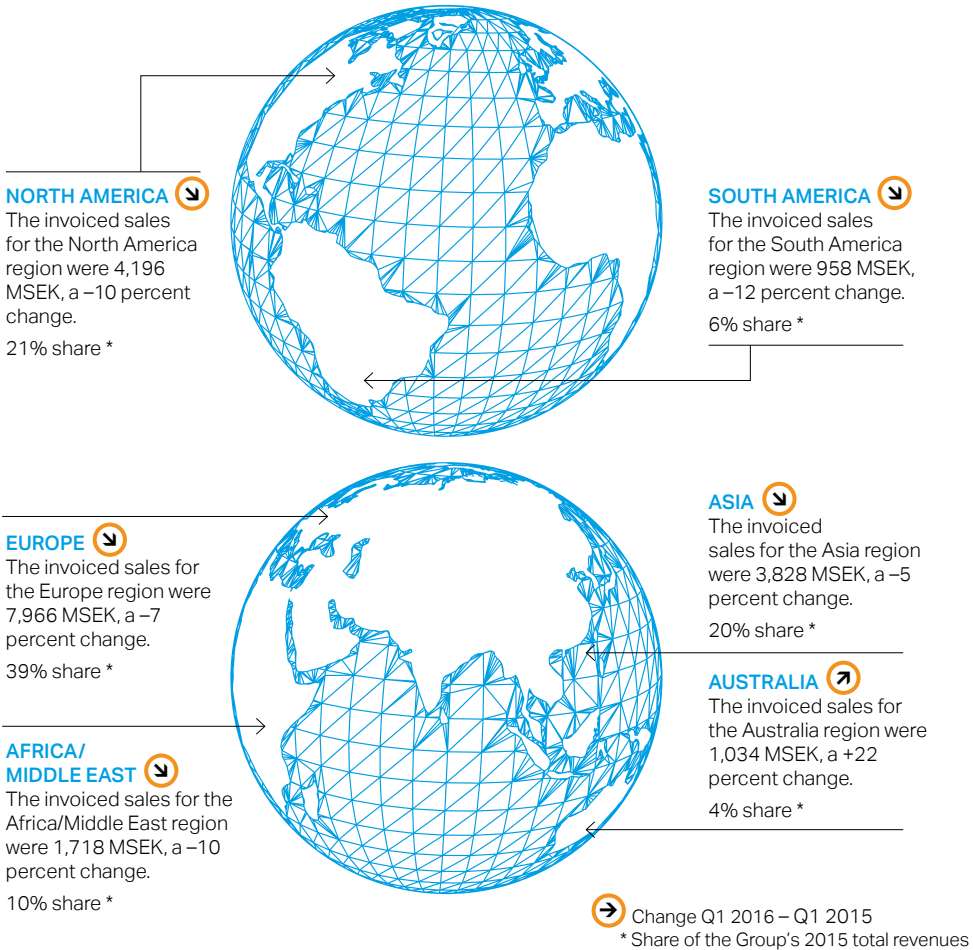 NORTH AMERICA
The invoiced sales
for the North America
region were 4,196
MSEK, a –10 percent
change.
21% share *
SOUTH AMERICA
The invoiced sales
for the South America
region were 958 MSEK,
a –12 percent change.
6% share *
EUROPE
The invoiced sales for
the Europe region were
7,966 MSEK, a –7
percent change.
39% share *
ASIA
The invoiced
sales for the Asia region
were 3,828 MSEK, a –5
percent change.
20% share *
AFRICA/
MIDDLE EAST
The invoiced sales for the
Africa/Middle East region
were 1,718 MSEK, a –10
percent change.
10% share *
AUSTRALIA
The invoiced sales for
the Australia region were
1,034 MSEK, a +22
percent change.
4% share *
Change Q1 2016 – Q1 2015
* Share of the Group's 2015 total revenues